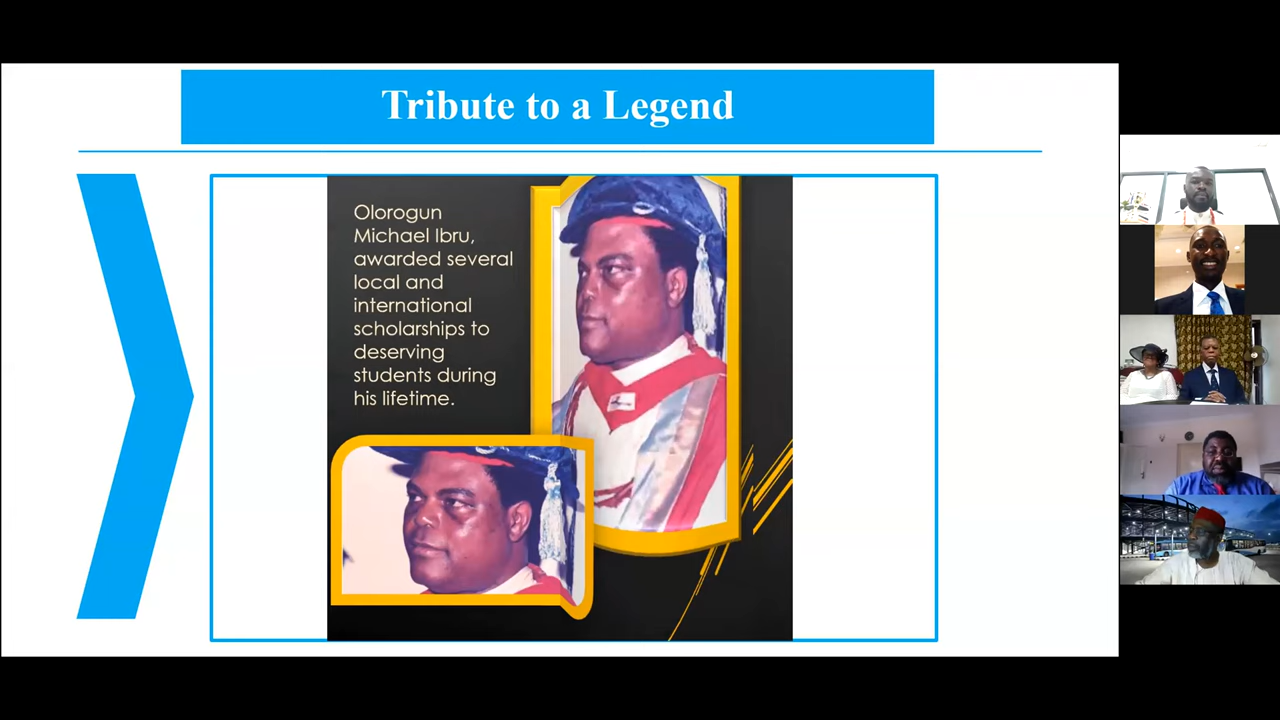 Tribute to a Legend
Olorogun
Michael Ibru,
awarded several
local and
international
scholarships to
deserving
students during
his lifetime.